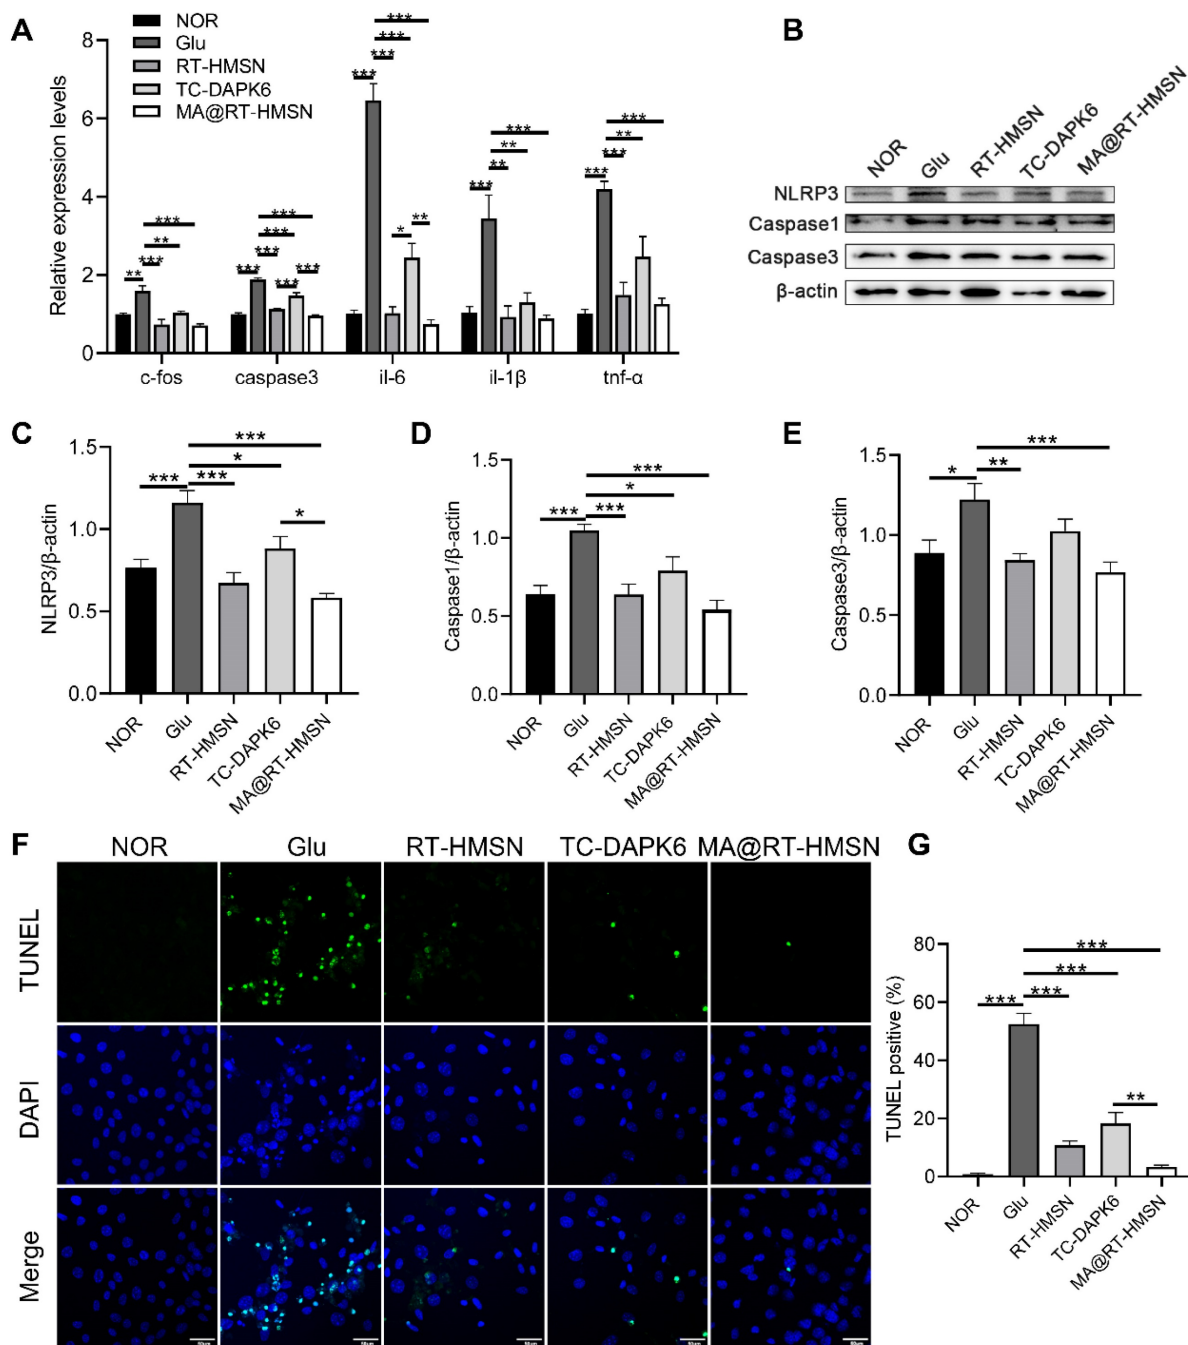 A
NOR
Glu
RT-HMSN
TC-DAPK6
MA@RT-HMSN
Relative expression levels
8
6
4
2
0
*** *** *** *** *** ** *** ** *** *** ** *** *** *** ** *** *** *** *** *** *** * ** *** ** *** ***
c-fos caspase3 il-6 il-1β tnf-α
B
NOR Glu RT-HMSN TC-DAPK6 MA@RT-HMSN
NLRP3
Caspase1
Caspase3
β-actin
C
NLRP3/β-actin
1.5
1.0
0.5
0.0
***
*
*** ***
*
NOR Glu RT-HMSN TC-DAPK6 MA@RT-HMSN
D
Caspase1/β-actin
1.5
1.0
0.5
0.0
***
*
*** ***
NOR Glu RT-HMSN TC-DAPK6 MA@RT-HMSN
E
Caspase3/β-actin
1.5
1.0
0.5
0.0
***
* **
NOR Glu RT-HMSN TC-DAPK6 MA@RT-HMSN
F
NOR Glu RT-HMSN TC-DAPK6 MA@RT-HMSN
TUNEL
DAPI
Merge
G
TUNEL positive (%)
80
60
40
20
0
***
***
*** ***
**
NOR Glu RT-HMSN TC-DAPK6 MA@RT-HMSN